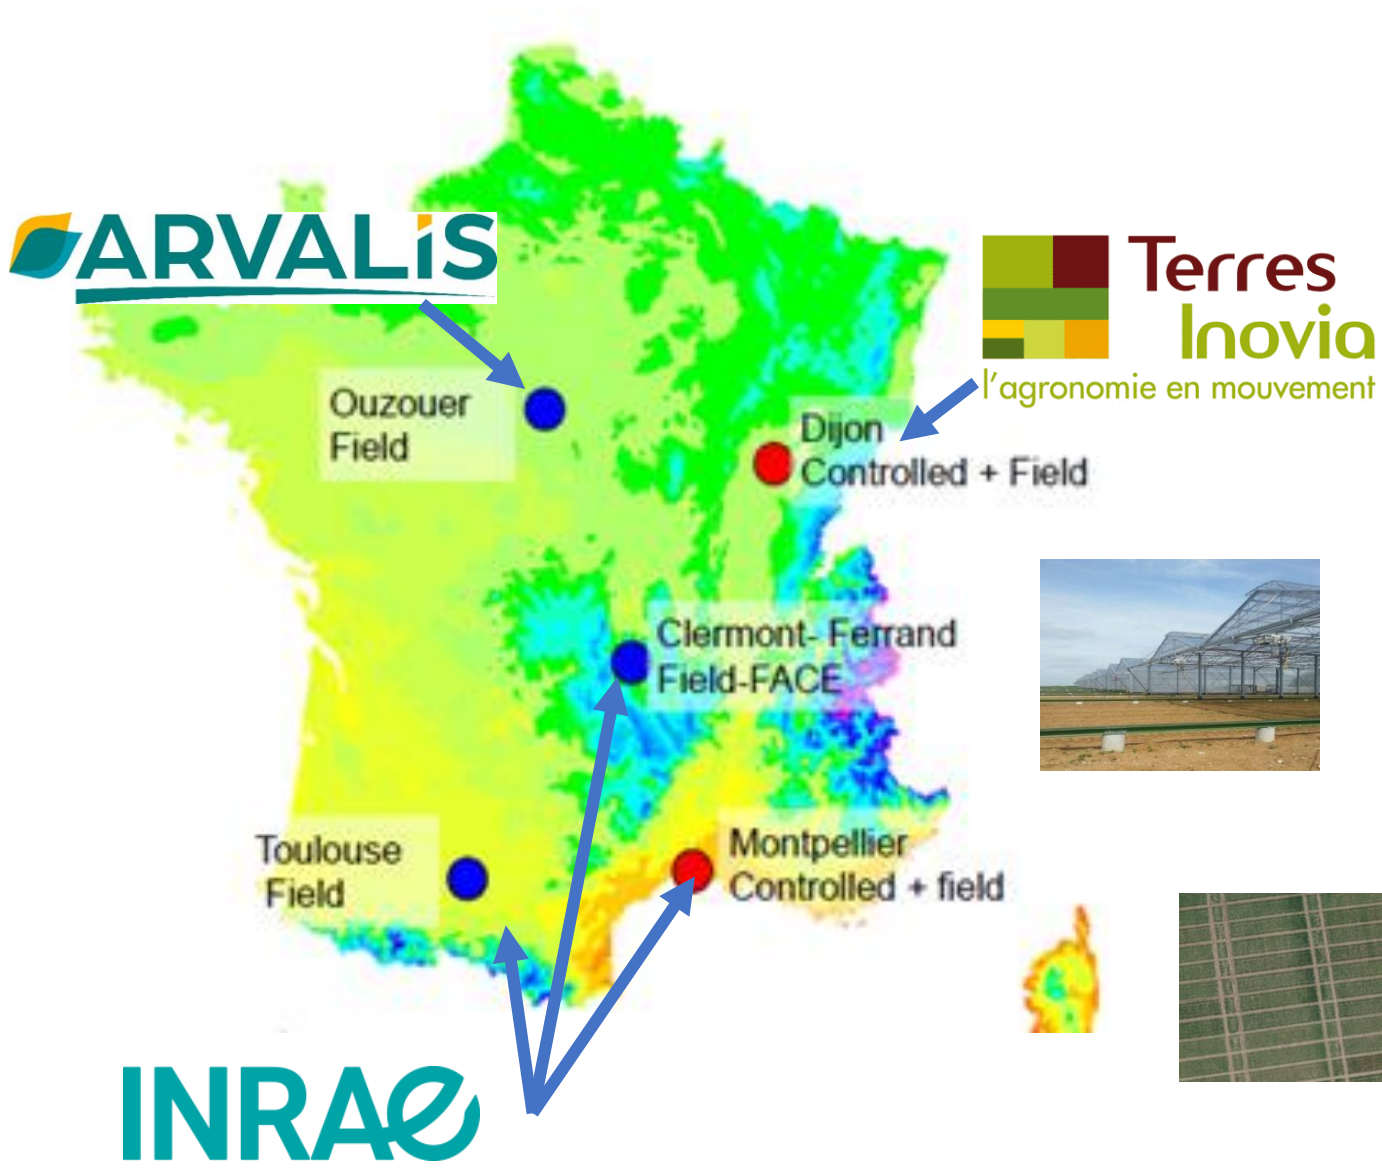 ARVALIS
Terres
Inovia
l'agronomie en mouvement
Ouzouer
Field
Dijon
Controlled + Field
Clermont- Ferrand
Field-FACE
Toulouse
Field
Montpellier
Controlled + field
INRAE